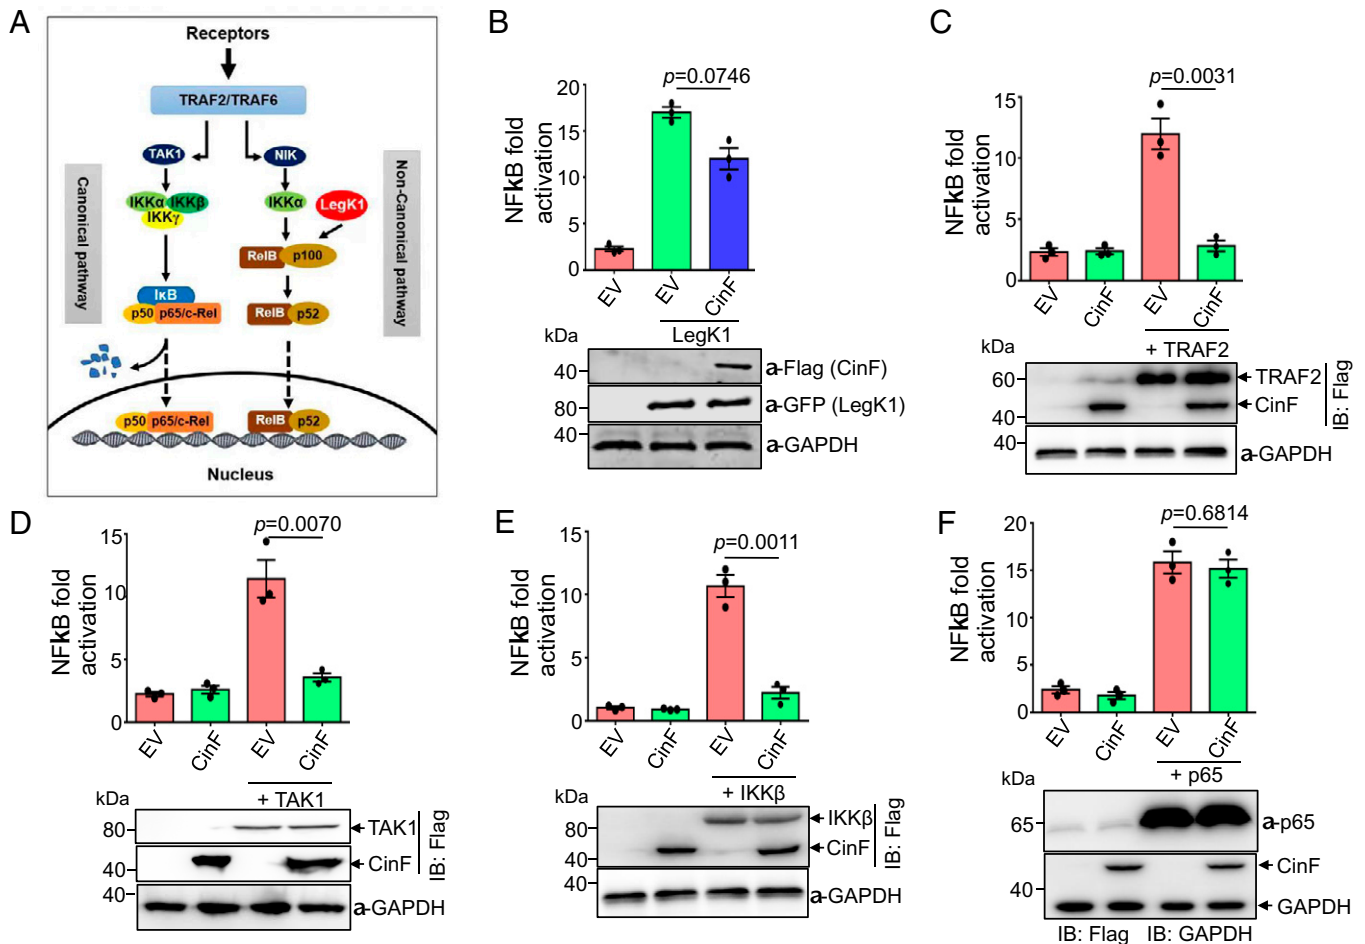 A
Receptors
TRAF2/TRAF6
TAK1
NIK
Canonical pathway
Non-Canonical pathway
IKKα
IKKβ
IKKγ
IKKα
LegK1
RelB
p100
IκB
p50
p65/c-Rel
RelB
p52
p50
p65/c-Rel
RelB
p52
Nucleus
B
p=0.0746
NFkB fold
activation
20
15
10
5
0
EV
EV
CinF
LegK1
kDa
40
a-Flag (CinF)
80
a-GFP (LegK1)
40
a-GAPDH
C
p=0.0031
NFkB fold
activation
15
10
5
0
EV
CinF
EV
CinF
+ TRAF2
kDa
60
TRAF2
40
CinF
IB: Flag
40
a-GAPDH
D
p=0.0070
NFkB fold
activation
15
10
5
0
EV
CinF
EV
CinF
+ TAK1
kDa
80
TAK1
40
CinF
IB: Flag
40
a-GAPDH
E
p=0.0011
NFkB fold
activation
15
10
5
0
EV
CinF
EV
CinF
+ IKKβ
kDa
80
IKKβ
40
CinF
IB: Flag
40
a-GAPDH
F
p=0.6814
NFkB fold
activation
20
15
10
5
0
EV
CinF
EV
CinF
+ p65
kDa
65
a-p65
CinF
40
GAPDH
IB: Flag IB: GAPDH